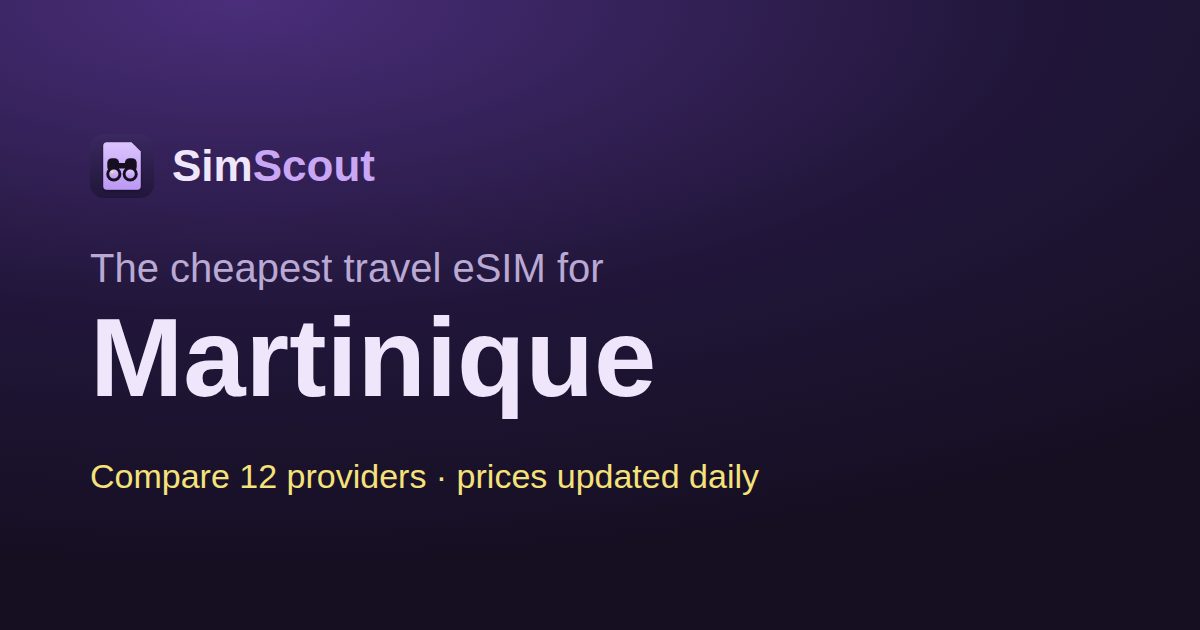 SimScout
The cheapest travel eSIM for
Martinique
Compare 12 providers · prices updated daily